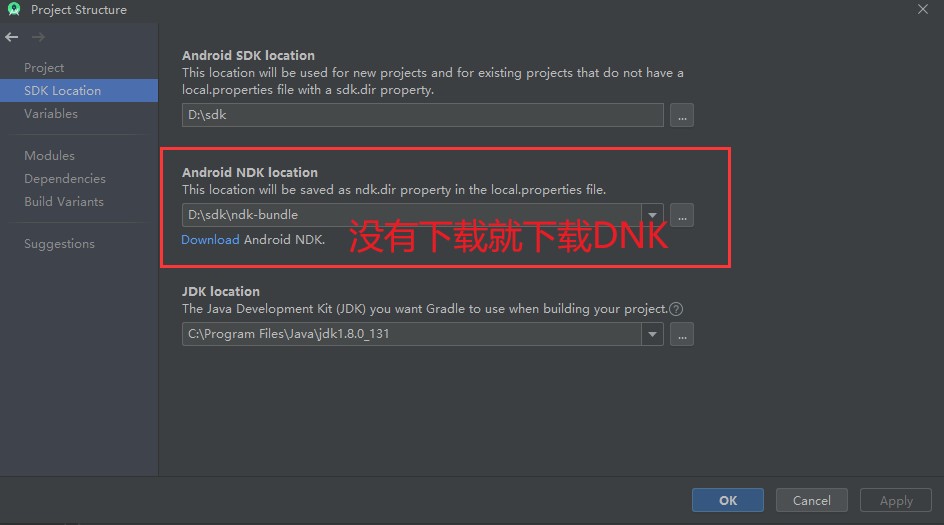 Project Structure
Project
SDK Location
Variables
Modules
Dependencies
Build Variants
Suggestions
Android SDK location
This location will be used for new projects and for existing projects that do not have a
local.properties file with a sdk.dir property.
D:\sdk
...
Android NDK location
This location will be saved as ndk.dir property in the local.properties file.
D:\sdk\ndk-bundle
...
Download Android NDK.
没有下载就下载DNK
JDK location
The Java Development Kit (JDK) you want Gradle to use when building your project.?
C:\Program Files\Java\jdk1.8.0_131
...
OK
Cancel
Apply